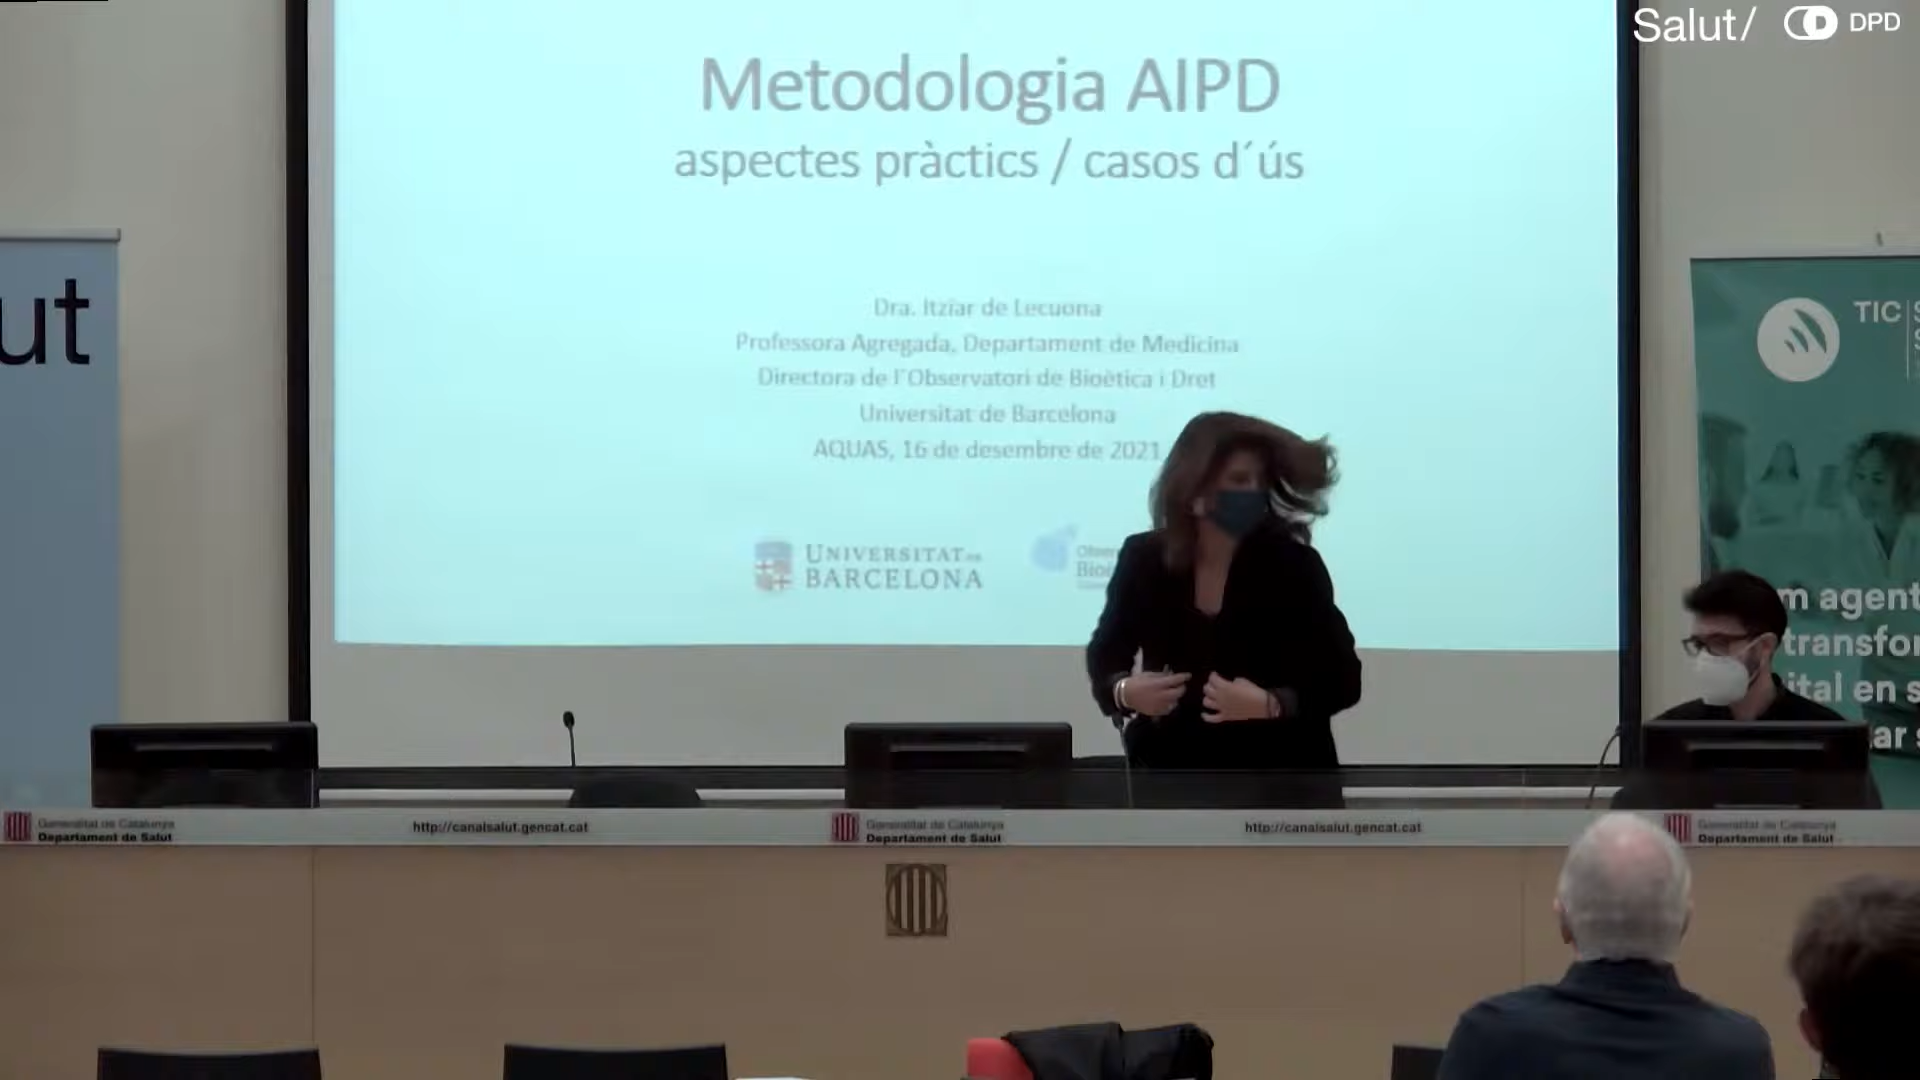 Salut/ DPD
Metodologia AIPD
aspectes pràctics / casos d´ús
Dra. Itziar de Lecuona
Professora Agregada, Departament de Medicina
Directora de l´Observatori de Bioètica i Dret
Universitat de Barcelona
AQUAS, 16 de desembre de 2021
UNIVERSITAT DE
BARCELONA
ut
TIC
m agent
transfor
ital en s
ar s
Generalitat de Catalunya
Departament de Salut
http://canalsalut.gencat.cat
Generalitat de Catalunya
Departament de Salut
http://canalsalut.gencat.cat
Generalitat de Catalunya
Departament de Salut